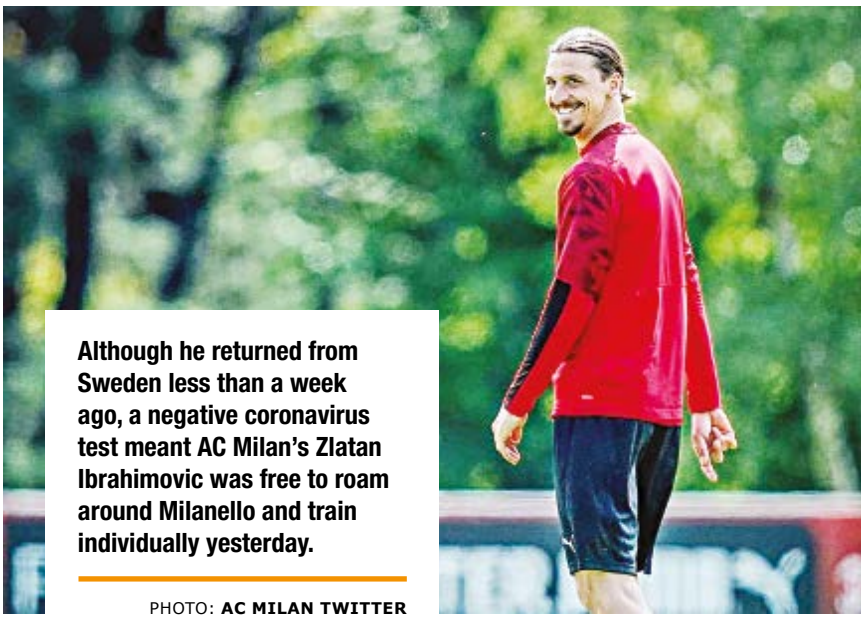 Although he returned from
Sweden less than a week
ago, a negative coronavirus
test meant AC Milan’s Zlatan
Ibrahimovic was free to roam
around Milanello and train
individually yesterday.
PHOTO: AC MILAN TWITTER